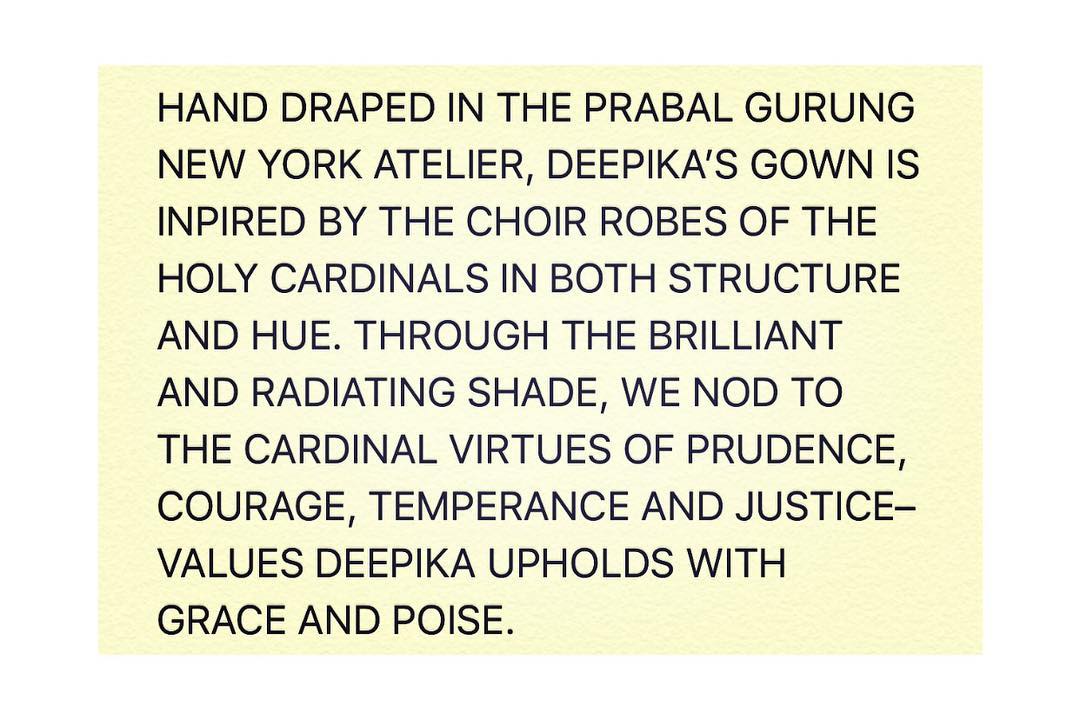 HAND DRAPED IN THE PRABAL GURUNG
NEW YORK ATELIER, DEEPIKA’S GOWN IS
INPIRED BY THE CHOIR ROBES OF THE
HOLY CARDINALS IN BOTH STRUCTURE
AND HUE. THROUGH THE BRILLIANT
AND RADIATING SHADE, WE NOD TO
THE CARDINAL VIRTUES OF PRUDENCE,
COURAGE, TEMPERANCE AND JUSTICE–
VALUES DEEPIKA UPHOLDS WITH
GRACE AND POISE.